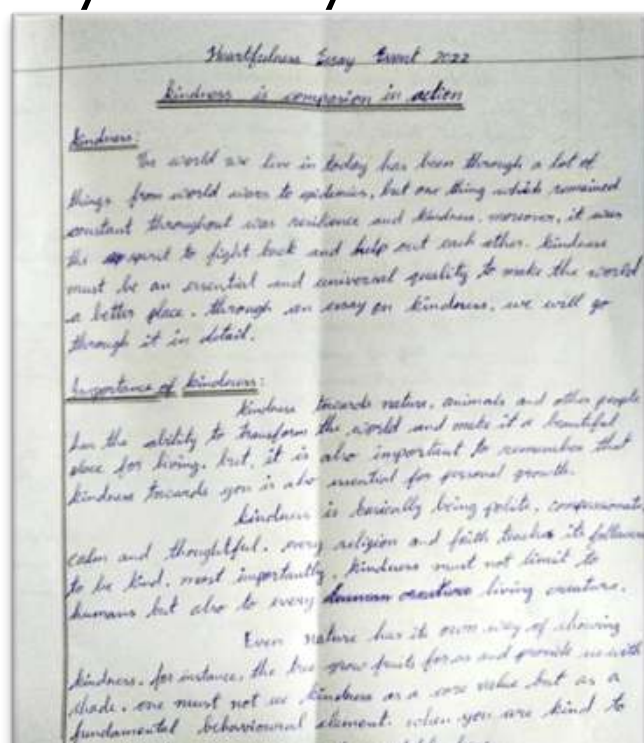 Heartfulness Essay Event 2022
kindness is compassion in action
kindness:
The world we live in today has been through a lot of
things from world wars to epidemics, but one thing which remained
constant throughout was resilience and kindness. moreover, it was
the spirit to fight back and help out each other. kindness
must be an essential and universal quality to make the world
a better place. through an essay on kindness, we will go
through it in detail.
Importance of kindness:
kindness towards nature, animals and other people
has the ability to transform the world and make it a beautiful
place for living. but, it is also important to remember that
kindness towards you is also essential for personal growth.
kindness is basically being polite, compassionate,
calm and thoughtful. every religion and faith teaches its followers
to be kind. most importantly, kindness must not limit to
humans but also to every human creature living creature.
Even nature has its own way of showing
kindness. for instance, the tree grow fruits for us and provide us with
shade. one must not use kindness as a core value but as a
fundamental behavioural element. when you are kind to